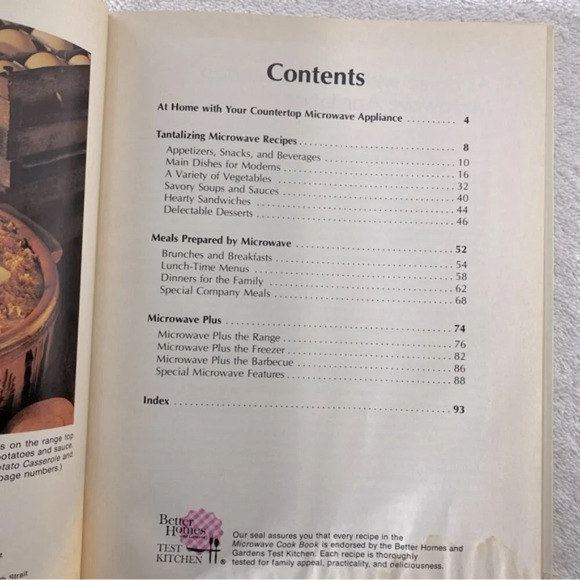 Contents
At Home with Your Countertop Microwave Appliance .......... 4
Tantalizing Microwave Recipes .......... 8
Appetizers, Snacks, and Beverages .......... 10
Main Dishes for Moderns .......... 16
A Variety of Vegetables .......... 32
Savory Soups and Sauces .......... 40
Hearty Sandwiches .......... 44
Delectable Desserts .......... 46
Meals Prepared by Microwave .......... 52
Brunches and Breakfasts .......... 54
Lunch-Time Menus .......... 58
Dinners for the Family .......... 62
Special Company Meals .......... 68
Microwave Plus .......... 74
Microwave Plus the Range .......... 76
Microwave Plus the Freezer .......... 82
Microwave Plus the Barbecue .......... 86
Special Microwave Features .......... 88
Index .......... 93
s on the range top
otatoes and sauce.
tato Casserole and
page numbers.)
Strait
Better
Homes
TEST
KITCHEN ®
Our seal assures you that every recipe in the
Microwave Cook Book is endorsed by the Better Homes and
Gardens Test Kitchen. Each recipe is thoroughly
tested for family appeal, practicality, and deliciousness.